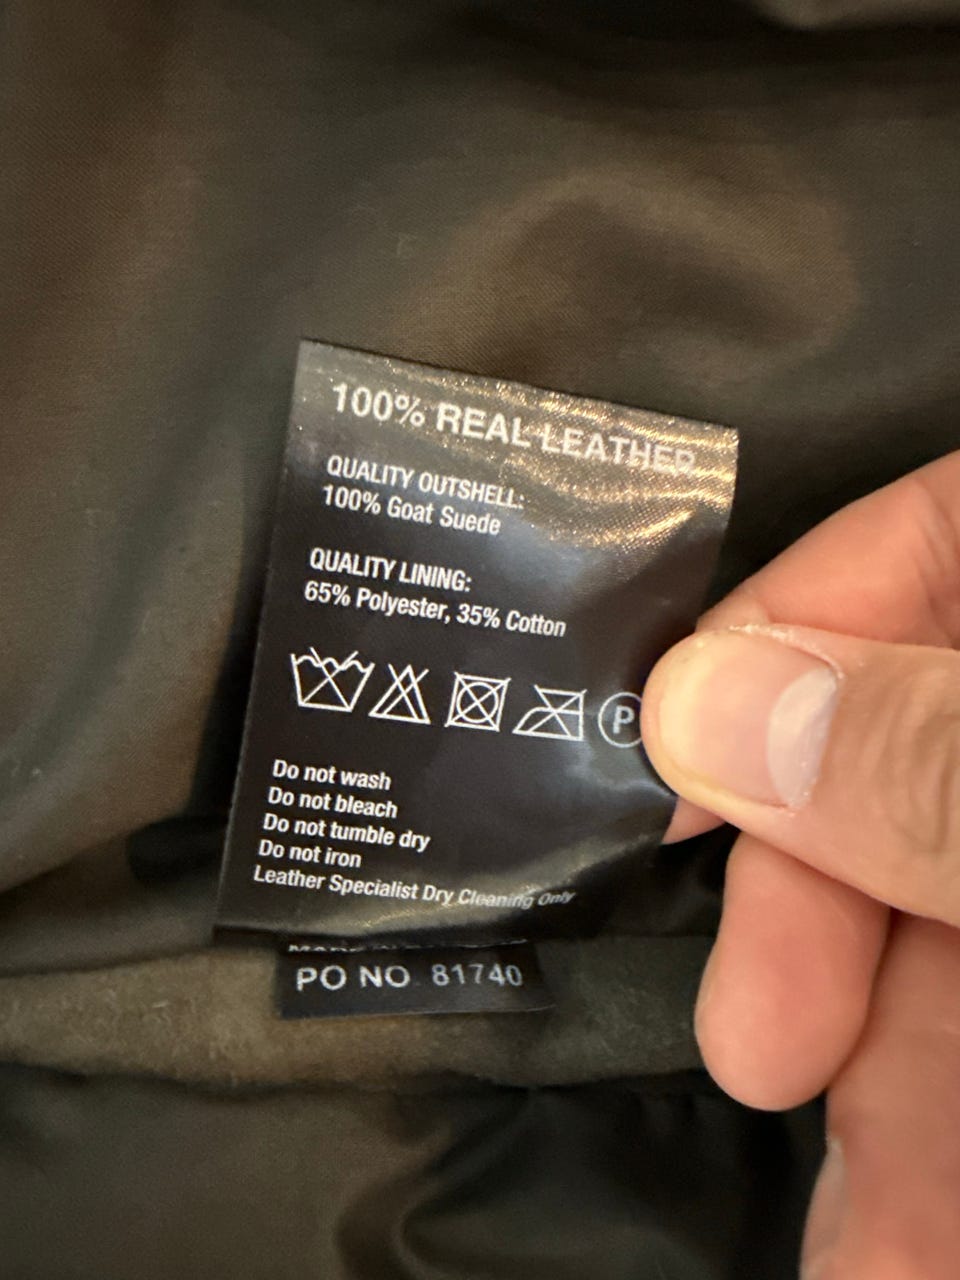 100% REAL LEATHER
QUALITY OUTSHELL:
100% Goat Suede
QUALITY LINING:
65% Polyester, 35% Cotton
P
Do not wash
Do not bleach
Do not tumble dry
Do not iron
Leather Specialist Dry Cleaning Only
PO NO 81740